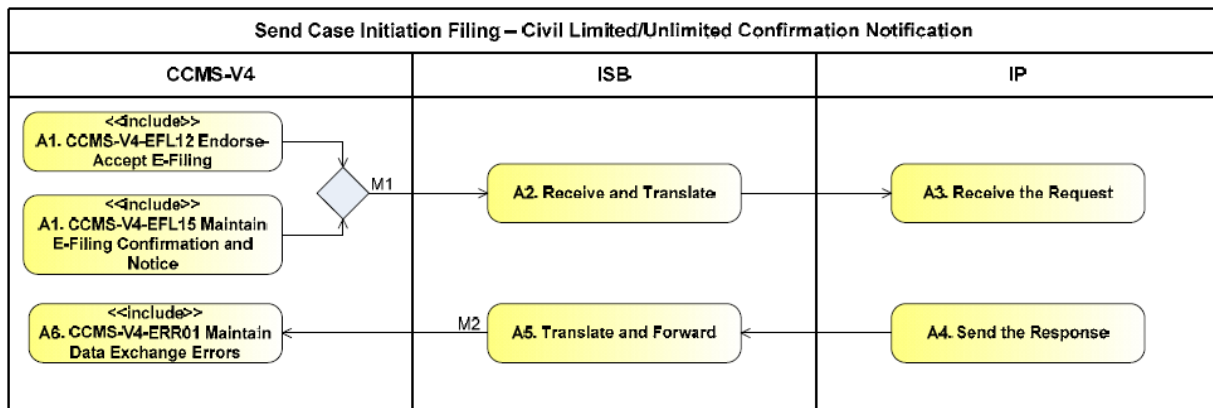 Send Case Initiation Filing – Civil Limited/Unlimited Confirmation Notification
CCMS-V4
ISB
IP
<<include>>
A1. CCMS-V4-EFL12 Endorse-
Accept E-Filing
<<include>>
A1. CCMS-V4-EFL15 Maintain
E-Filing Confirmation and
Notice
M1
A2. Receive and Translate
A3. Receive the Request
<<include>>
A6. CCMS-V4-ERR01 Maintain
Data Exchange Errors
M2
A5. Translate and Forward
A4. Send the Response